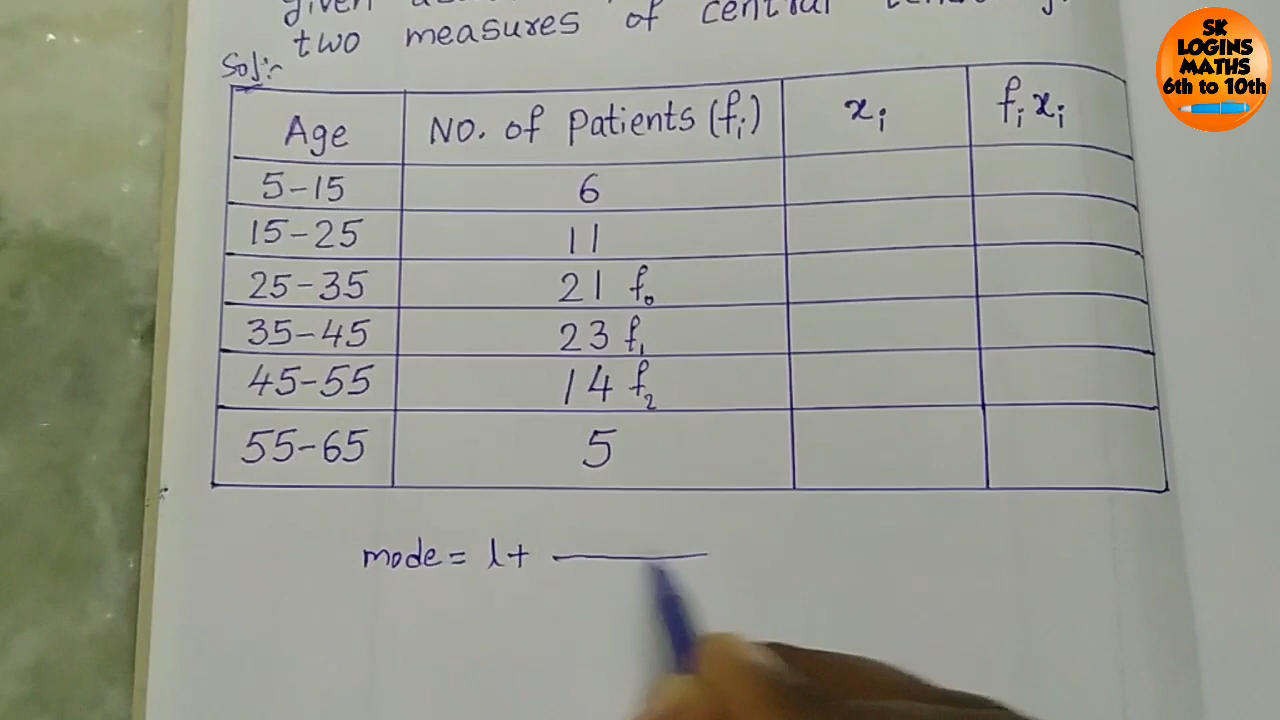 given
two measures of central
Sol:-
Age No. of Patients (fi) xi fixi
5-15 6
15-25 11
25-35 21 f0
35-45 23 f1
45-55 14 f2
55-65 5
mode = l+
SK
LOGINS
MATHS
6th to 10th